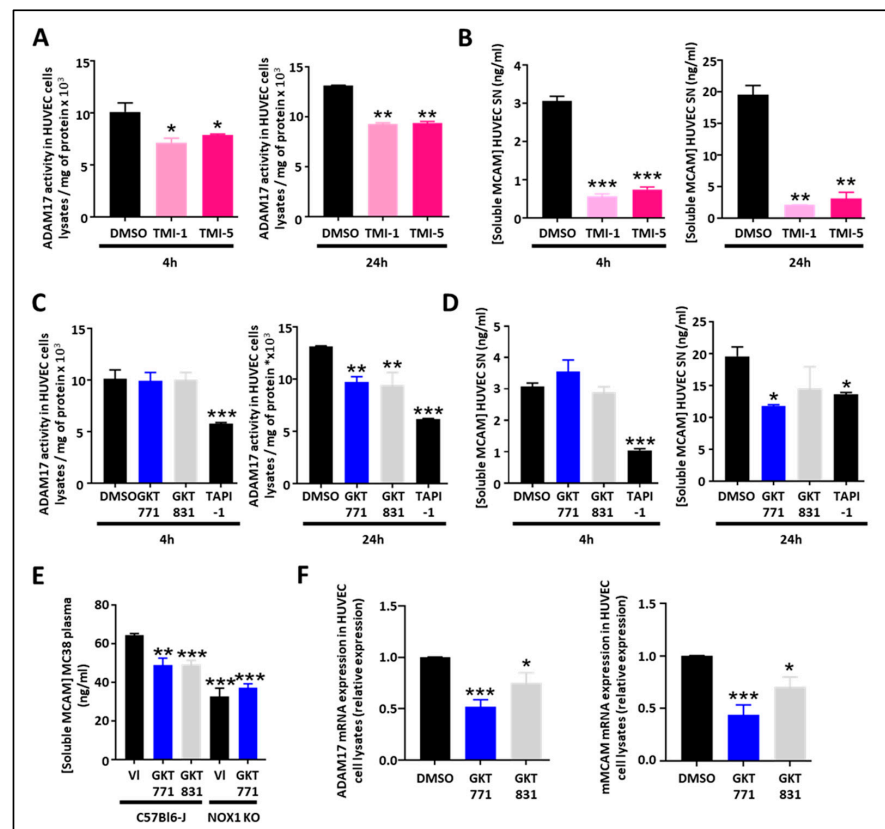 A
ADAM17 activity in HUVEC cells
lysates / mg of protein x 10³
15
10
5
0
*
*
DMSO TMI-1 TMI-5
4h
ADAM17 activity in HUVEC cells
lysates / mg of protein x 10³
15
10
5
0
**
**
DMSO TMI-1 TMI-5
24h
B
[Soluble MCAM] HUVEC SN (ng/ml)
4
3
2
1
0
***
***
DMSO TMI-1 TMI-5
4h
[Soluble MCAM] HUVEC SN (ng/ml)
25
20
15
10
5
0
**
**
DMSO TMI-1 TMI-5
24h
C
ADAM17 activity in HUVEC cells
lysates / mg of protein x 10³
15
10
5
0
***
DMSO GKT GKT TAPI
771 831 -1
4h
ADAM17 activity in HUVEC cells
lysates / mg of protein *x10³
15
10
5
0
**
**
***
DMSO GKT GKT TAPI
771 831 -1
24h
D
[Soluble MCAM] HUVEC SN (ng/ml)
5
4
3
2
1
0
***
DMSO GKT GKT TAPI
771 831 -1
4h
[Soluble MCAM] HUVEC SN (ng/ml)
25
20
15
10
5
0
*
*
DMSO GKT GKT TAPI
771 831 -1
24h
E
[Soluble MCAM] MC38 plasma
(ng/ml)
80
60
40
20
0
**
***
***
***
Vl GKT GKT Vl GKT
771 831 771
C57Bl6-J NOX1 KO
F
ADAM17 mRNA expression in HUVEC
cell lysates (relative expression)
1.5
1.0
0.5
0.0
***
*
DMSO GKT GKT
771 831
mMCAM mRNA expression in HUVEC
cell lysates (relative expression)
1.5
1.0
0.5
0.0
***
*
DMSO GKT GKT
771 831